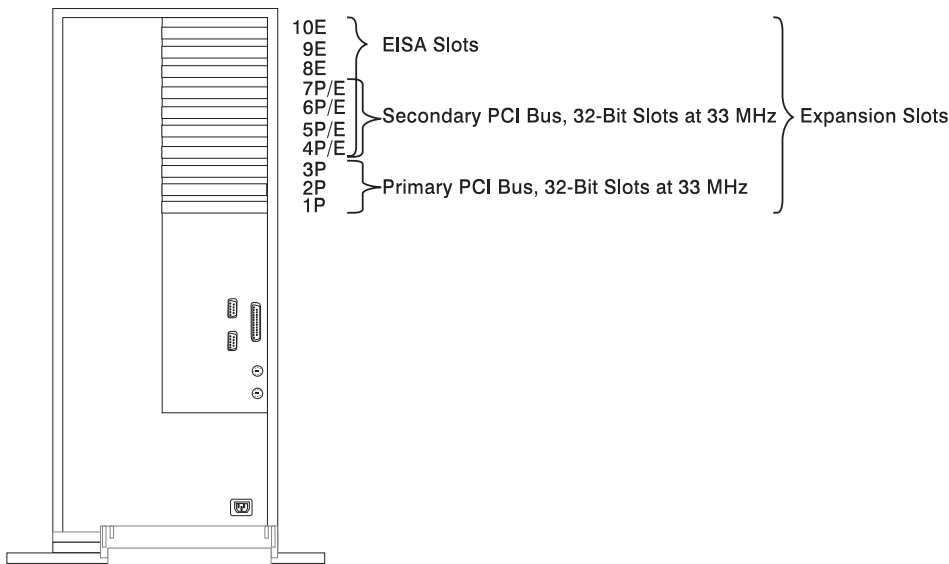 10E
9E
8E
7P/E
6P/E
5P/E
4P/E
3P
2P
1P
EISA Slots
Secondary PCI Bus, 32-Bit Slots at 33 MHz
Primary PCI Bus, 32-Bit Slots at 33 MHz
Expansion Slots